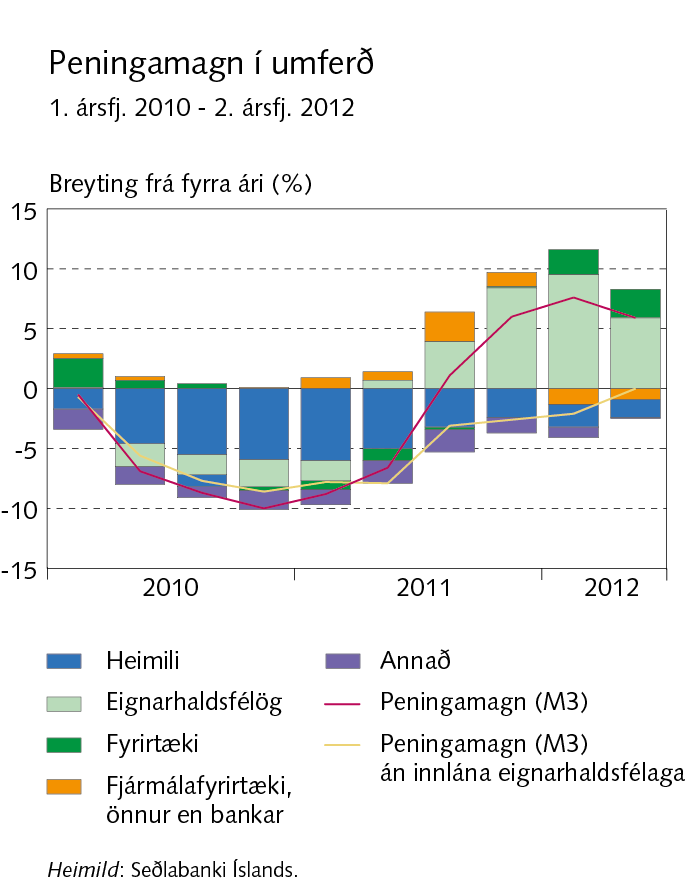 Peningamagn í umferð
1. ársfj. 2010 - 2. ársfj. 2012
Breyting frá fyrra ári (%)
15
10
5
0
-5
-10
-15
2010
2011
2012
Heimili
Eignarhaldsfélög
Fyrirtæki
Fjármálafyrirtæki,
önnur en bankar
Annað
Peningamagn (M3)
Peningamagn (M3)
án innlána eignarhaldsfélaga
Heimild: Seðlabanki Íslands.